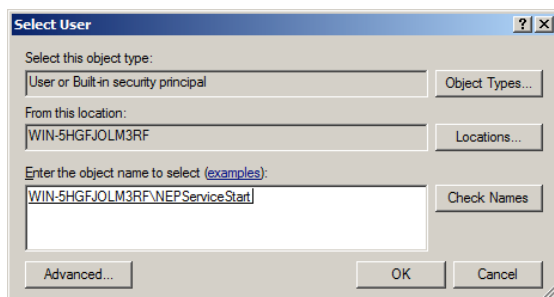 Select User
Select this object type:
User or Built-in security principal
Object Types...
From this location:
WIN-5HGFJOLM3RF
Locations...
Enter the object name to select (examples):
WIN-5HGFJOLM3RF\NEPServiceStart
Check Names
Advanced...
OK
Cancel